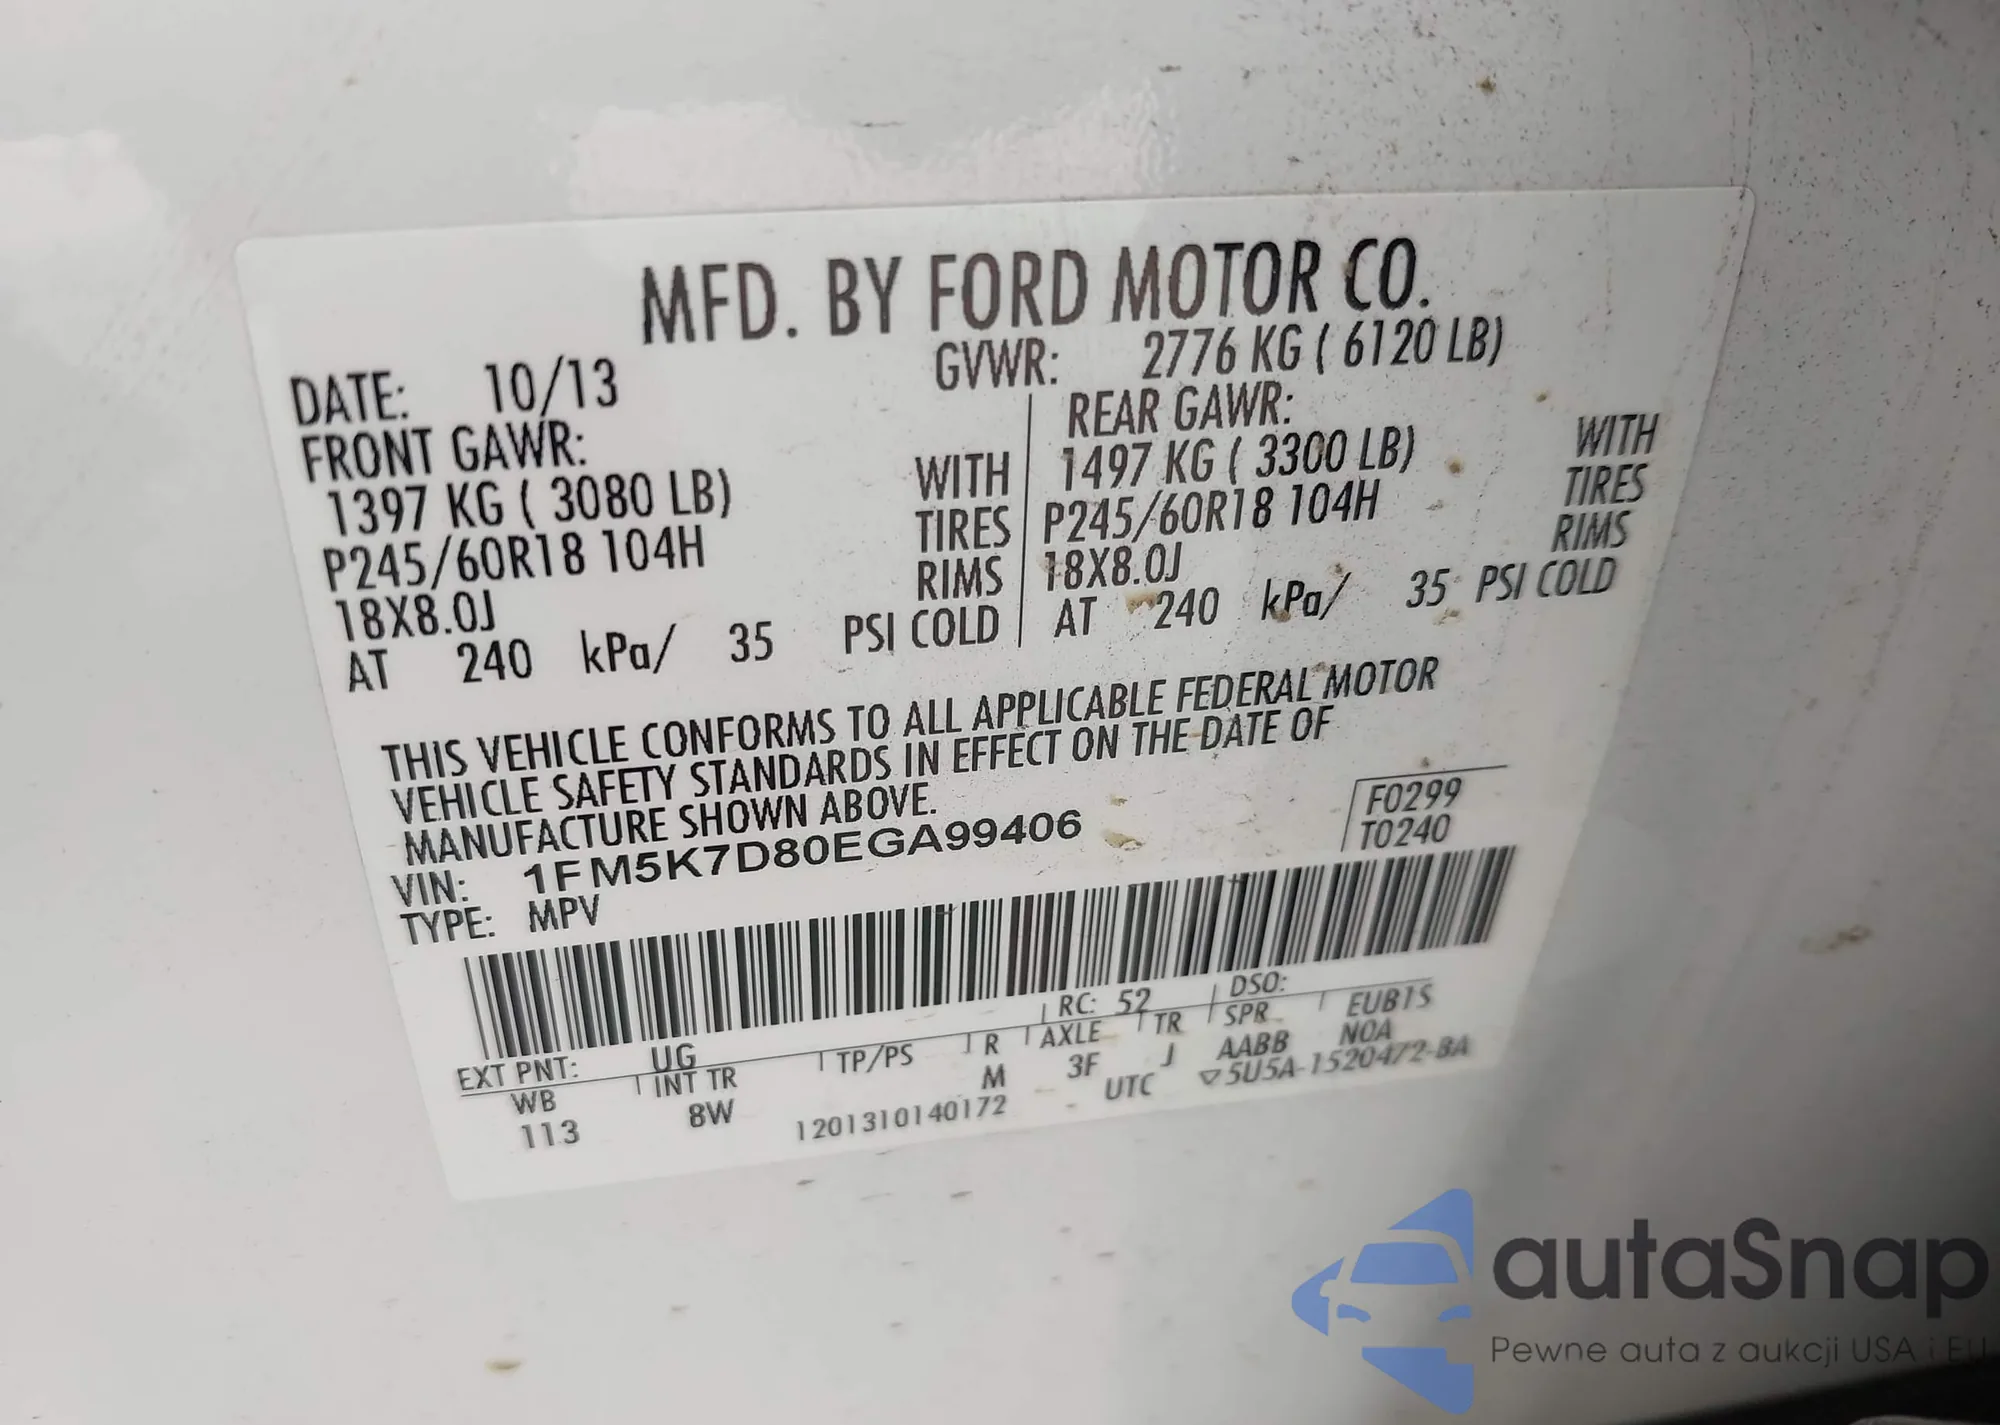 MFD. BY FORD MOTOR CO.
DATE: 10/13 GVWR: 2776 KG ( 6120 LB)
FRONT GAWR: REAR GAWR:
1397 KG ( 3080 LB) WITH 1497 KG ( 3300 LB) WITH
P245/60R18 104H TIRES P245/60R18 104H TIRES
18X8.0J RIMS 18X8.0J RIMS
AT 240 kPa/ 35 PSI COLD AT 240 kPa/ 35 PSI COLD
THIS VEHICLE CONFORMS TO ALL APPLICABLE FEDERAL MOTOR
VEHICLE SAFETY STANDARDS IN EFFECT ON THE DATE OF
MANUFACTURE SHOWN ABOVE.
F0299
T0240
VIN: 1FM5K7D80EGA99406
TYPE: MPV
EXT PNT: UG RC: 52 DSO:
WB INT TR TP/PS R AXLE TR SPR EUB1S
113 8W M 3F J AABB NOA
1201310140172 UTC ▽5U5A-1520472-BA
autaSnap
Pewne auta z aukcji USA i EU